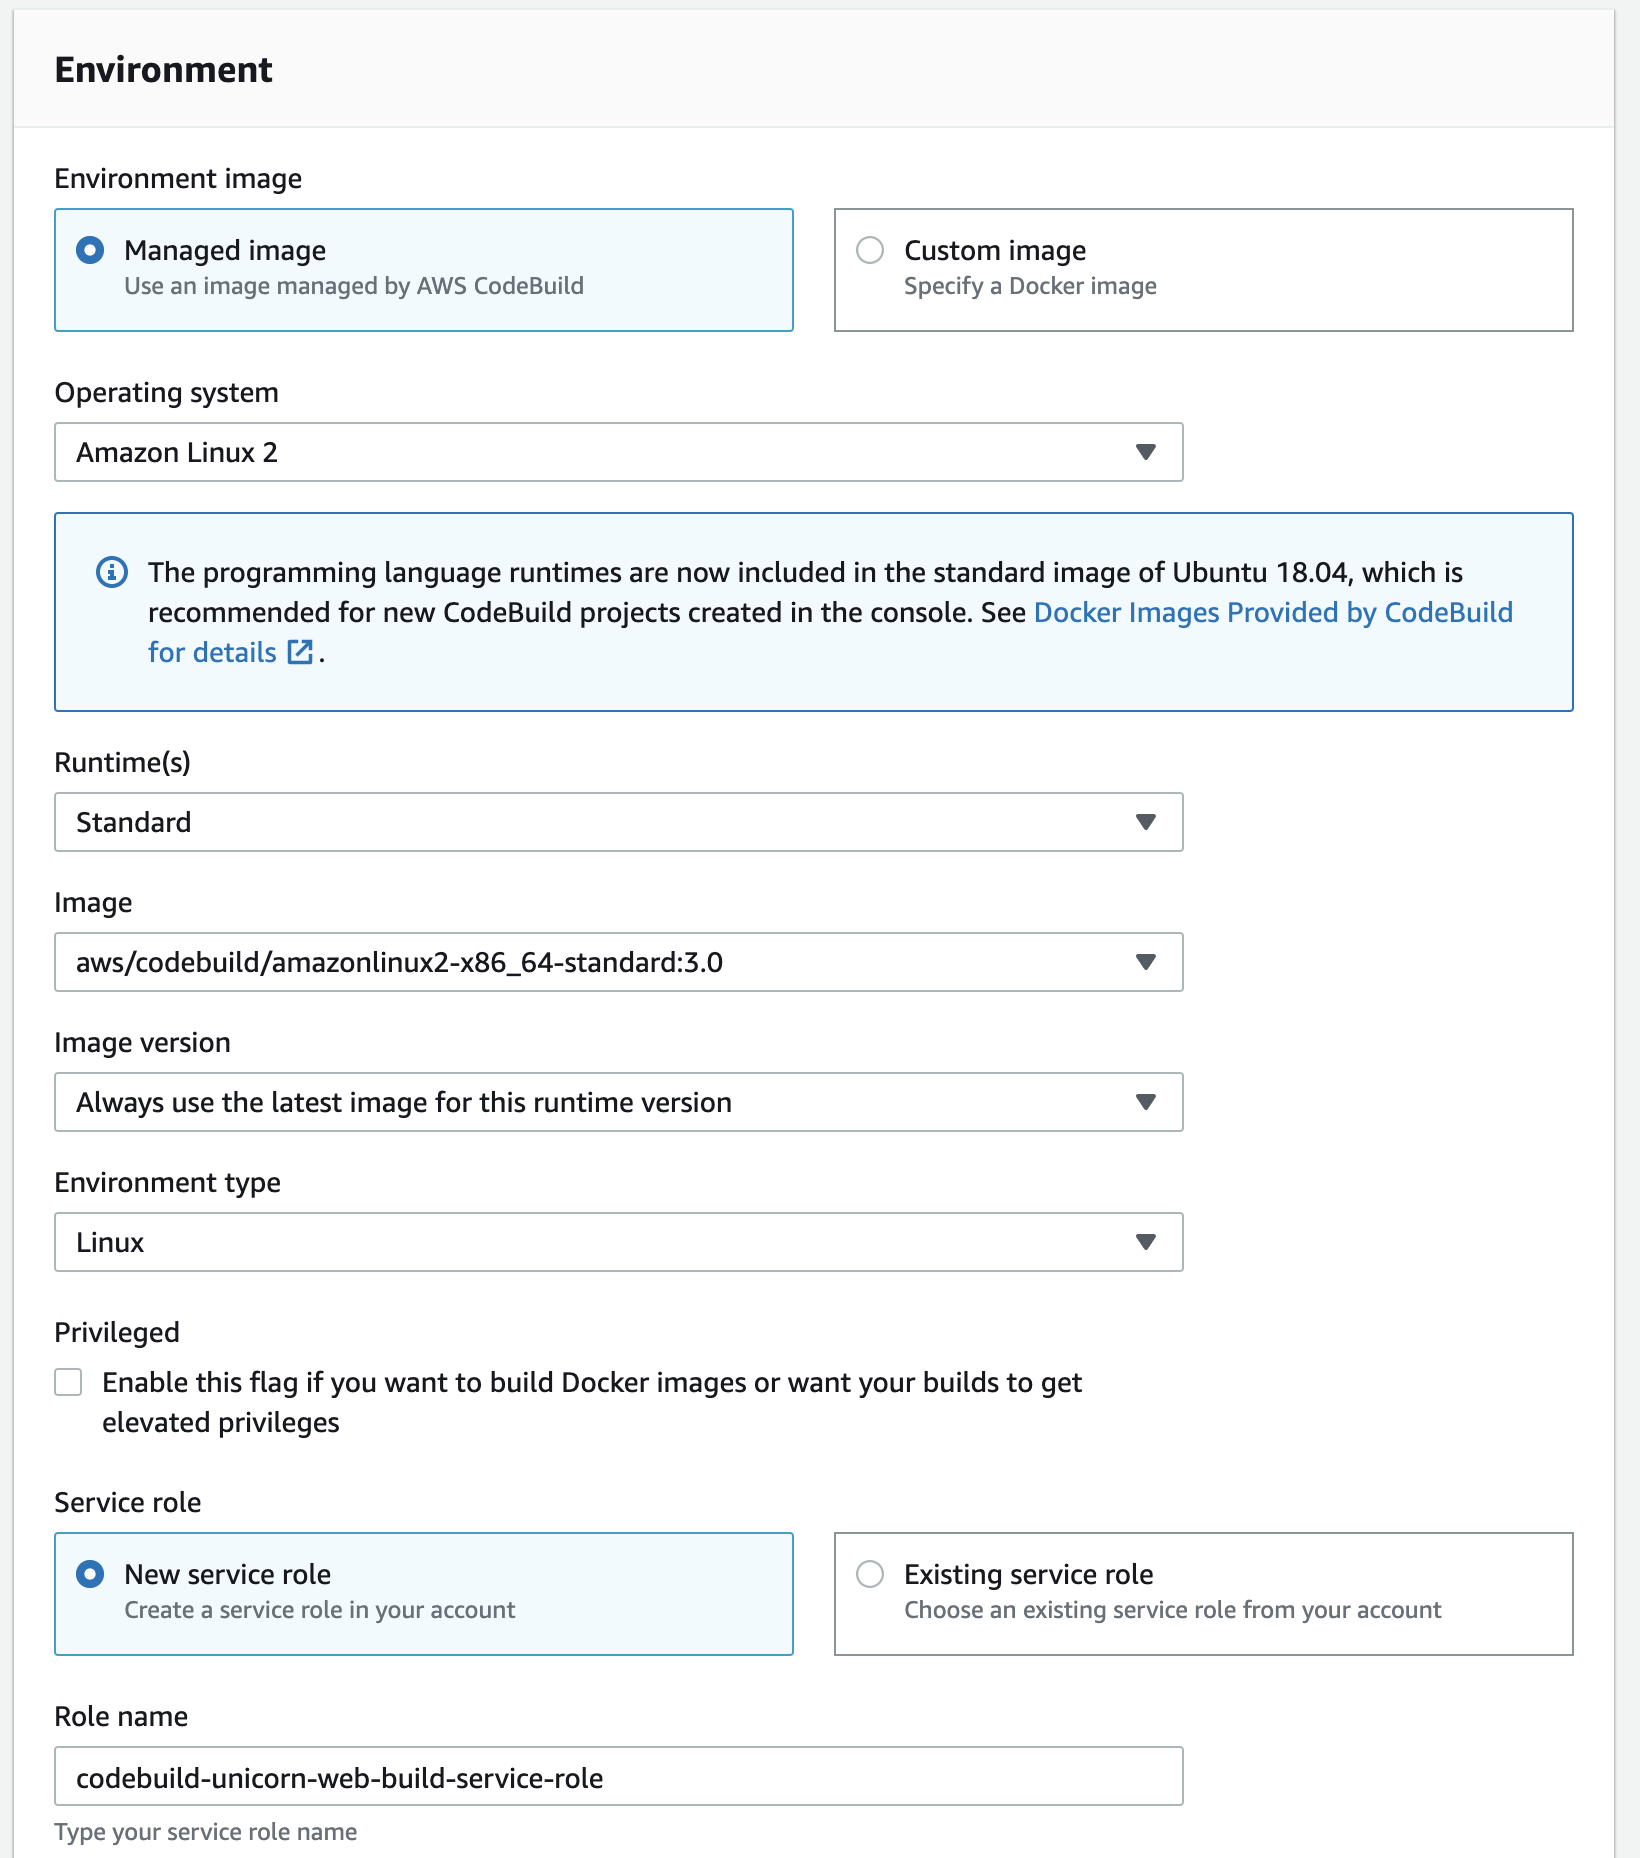 Environment
Environment image
Managed image
Use an image managed by AWS CodeBuild
Custom image
Specify a Docker image
Operating system
Amazon Linux 2
The programming language runtimes are now included in the standard image of Ubuntu 18.04, which is
recommended for new CodeBuild projects created in the console. See Docker Images Provided by CodeBuild
for details .
Runtime(s)
Standard
Image
aws/codebuild/amazonlinux2-x86_64-standard:3.0
Image version
Always use the latest image for this runtime version
Environment type
Linux
Privileged
Enable this flag if you want to build Docker images or want your builds to get
elevated privileges
Service role
New service role
Create a service role in your account
Existing service role
Choose an existing service role from your account
Role name
codebuild-unicorn-web-build-service-role
Type your service role name